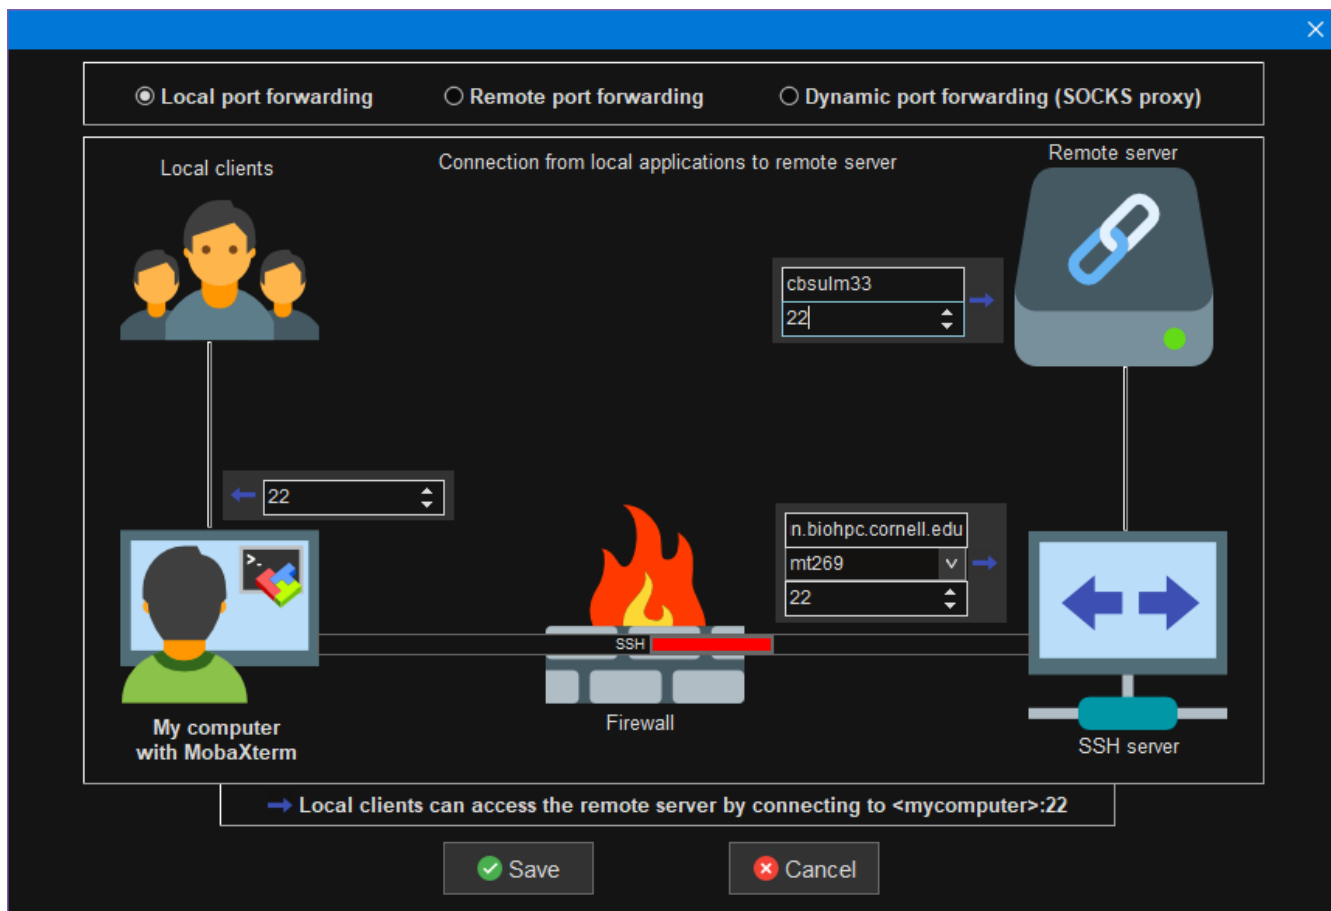 Local port forwarding
Remote port forwarding
Dynamic port forwarding (SOCKS proxy)
Local clients
Connection from local applications to remote server
Remote server
cbsulm33
22
22
n.biohpc.cornell.edu
mt269
22
>_
SSH
My computer
with MobaXterm
Firewall
SSH server
Local clients can access the remote server by connecting to <mycomputer>:22
Save
Cancel